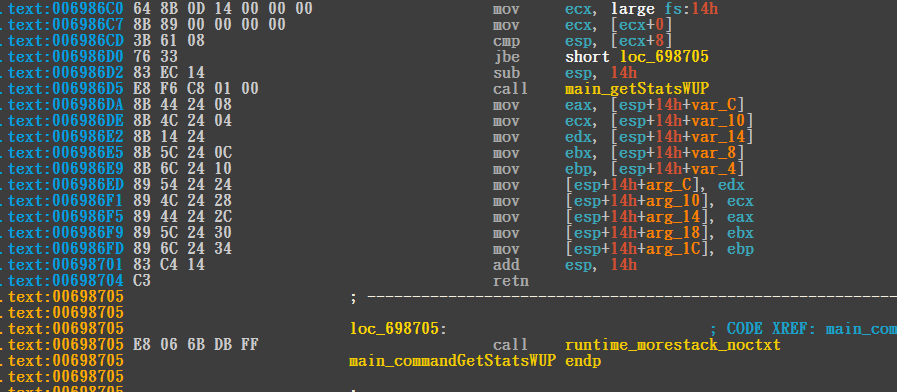 .text:006986C0 64 8B 0D 14 00 00 00 mov ecx, large fs:14h
.text:006986C7 8B 89 00 00 00 00 mov ecx, [ecx+0]
.text:006986CD 3B 61 08 cmp esp, [ecx+8]
.text:006986D0 76 33 jbe short loc_698705
.text:006986D2 83 EC 14 sub esp, 14h
.text:006986D5 E8 F6 C8 01 00 call main_getStatsWUP
.text:006986DA 8B 44 24 08 mov eax, [esp+14h+var_C]
.text:006986DE 8B 4C 24 04 mov ecx, [esp+14h+var_10]
.text:006986E2 8B 14 24 mov edx, [esp+14h+var_14]
.text:006986E5 8B 5C 24 0C mov ebx, [esp+14h+var_8]
.text:006986E9 8B 6C 24 10 mov ebp, [esp+14h+var_4]
.text:006986ED 89 54 24 24 mov [esp+14h+arg_C], edx
.text:006986F1 89 4C 24 28 mov [esp+14h+arg_10], ecx
.text:006986F5 89 44 24 2C mov [esp+14h+arg_14], eax
.text:006986F9 89 5C 24 30 mov [esp+14h+arg_18], ebx
.text:006986FD 89 6C 24 34 mov [esp+14h+arg_1C], ebp
.text:00698701 83 C4 14 add esp, 14h
.text:00698704 C3 retn
.text:00698705 ; ---------------------------------------------------------------
.text:00698705
.text:00698705 loc_698705: ; CODE XREF: main_com
.text:00698705 E8 06 6B DB FF call runtime_morestack_noctxt
.text:00698705 main_commandGetStatsWUP endp
.text:00698705